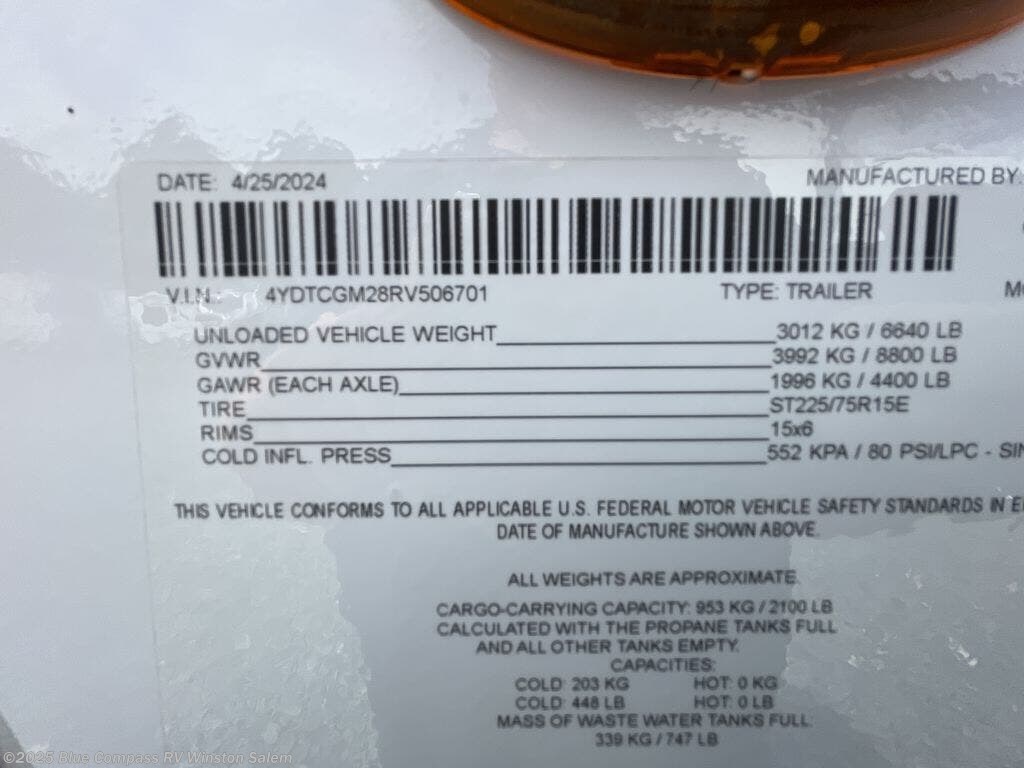 DATE: 4/25/2024 MANUFACTURED BY:
V.I.N.: 4YDTCGM28RV506701 TYPE: TRAILER
UNLOADED VEHICLE WEIGHT 3012 KG / 6640 LB
GVWR 3992 KG / 8800 LB
GAWR (EACH AXLE) 1996 KG / 4400 LB
TIRE ST225/75R15E
RIMS 15x6
COLD INFL. PRESS 552 KPA / 80 PSI/LPC - SIN
THIS VEHICLE CONFORMS TO ALL APPLICABLE U.S. FEDERAL MOTOR VEHICLE SAFETY STANDARDS IN
DATE OF MANUFACTURE SHOWN ABOVE.
ALL WEIGHTS ARE APPROXIMATE.
CARGO-CARRYING CAPACITY: 953 KG / 2100 LB
CALCULATED WITH THE PROPANE TANKS FULL
AND ALL OTHER TANKS EMPTY.
CAPACITIES:
COLD: 203 KG HOT: 0 KG
COLD: 448 LB HOT: 0 LB
MASS OF WASTE WATER TANKS FULL:
339 KG / 747 LB
©2025 Blue Compass RV Winston Salem